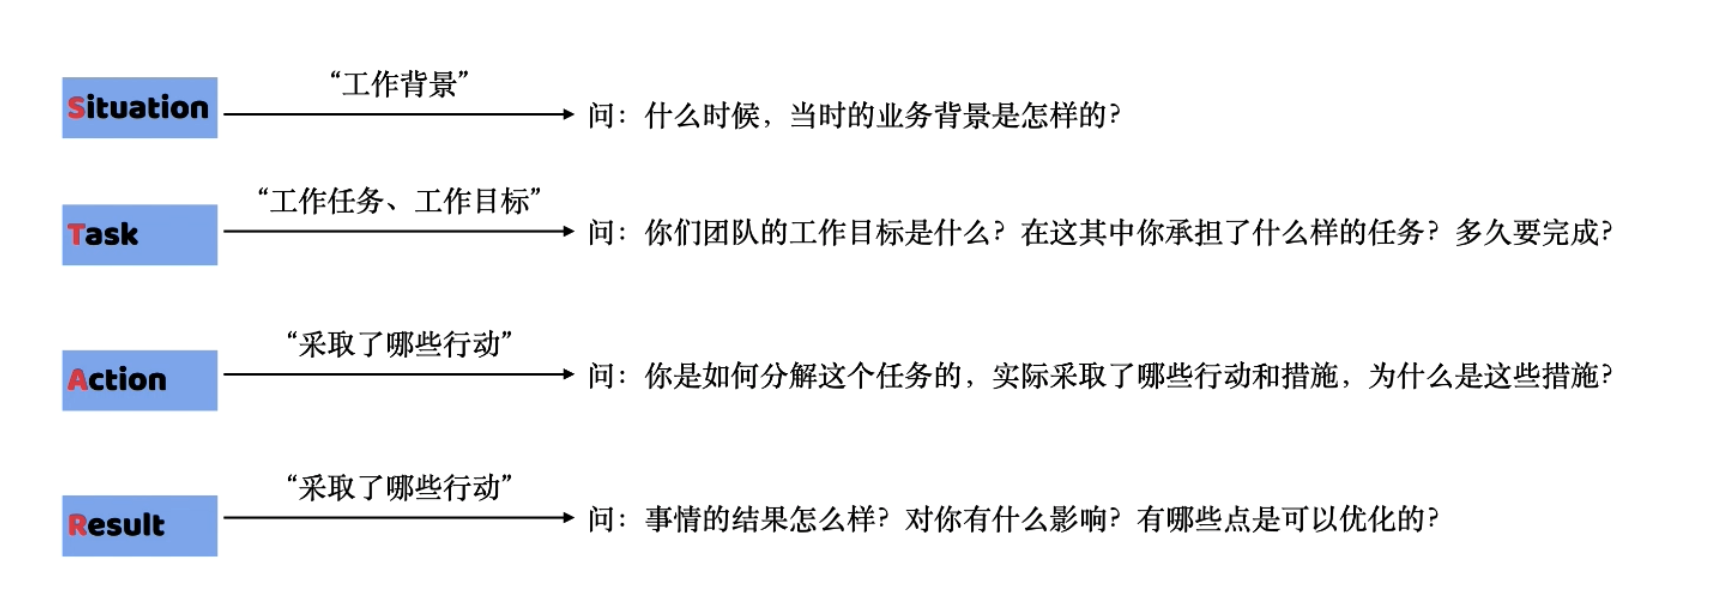 Situation
“工作背景”
问：什么时候，当时的业务背景是怎样的？
Task
“工作任务、工作目标”
问：你们团队的工作目标是什么？在这其中你承担了什么样的任务？多久要完成？
Action
“采取了哪些行动”
问：你是如何分解这个任务的，实际采取了哪些行动和措施，为什么是这些措施？
Result
“采取了哪些行动”
问：事情的结果怎么样？对你有什么影响？有哪些点是可以优化的？